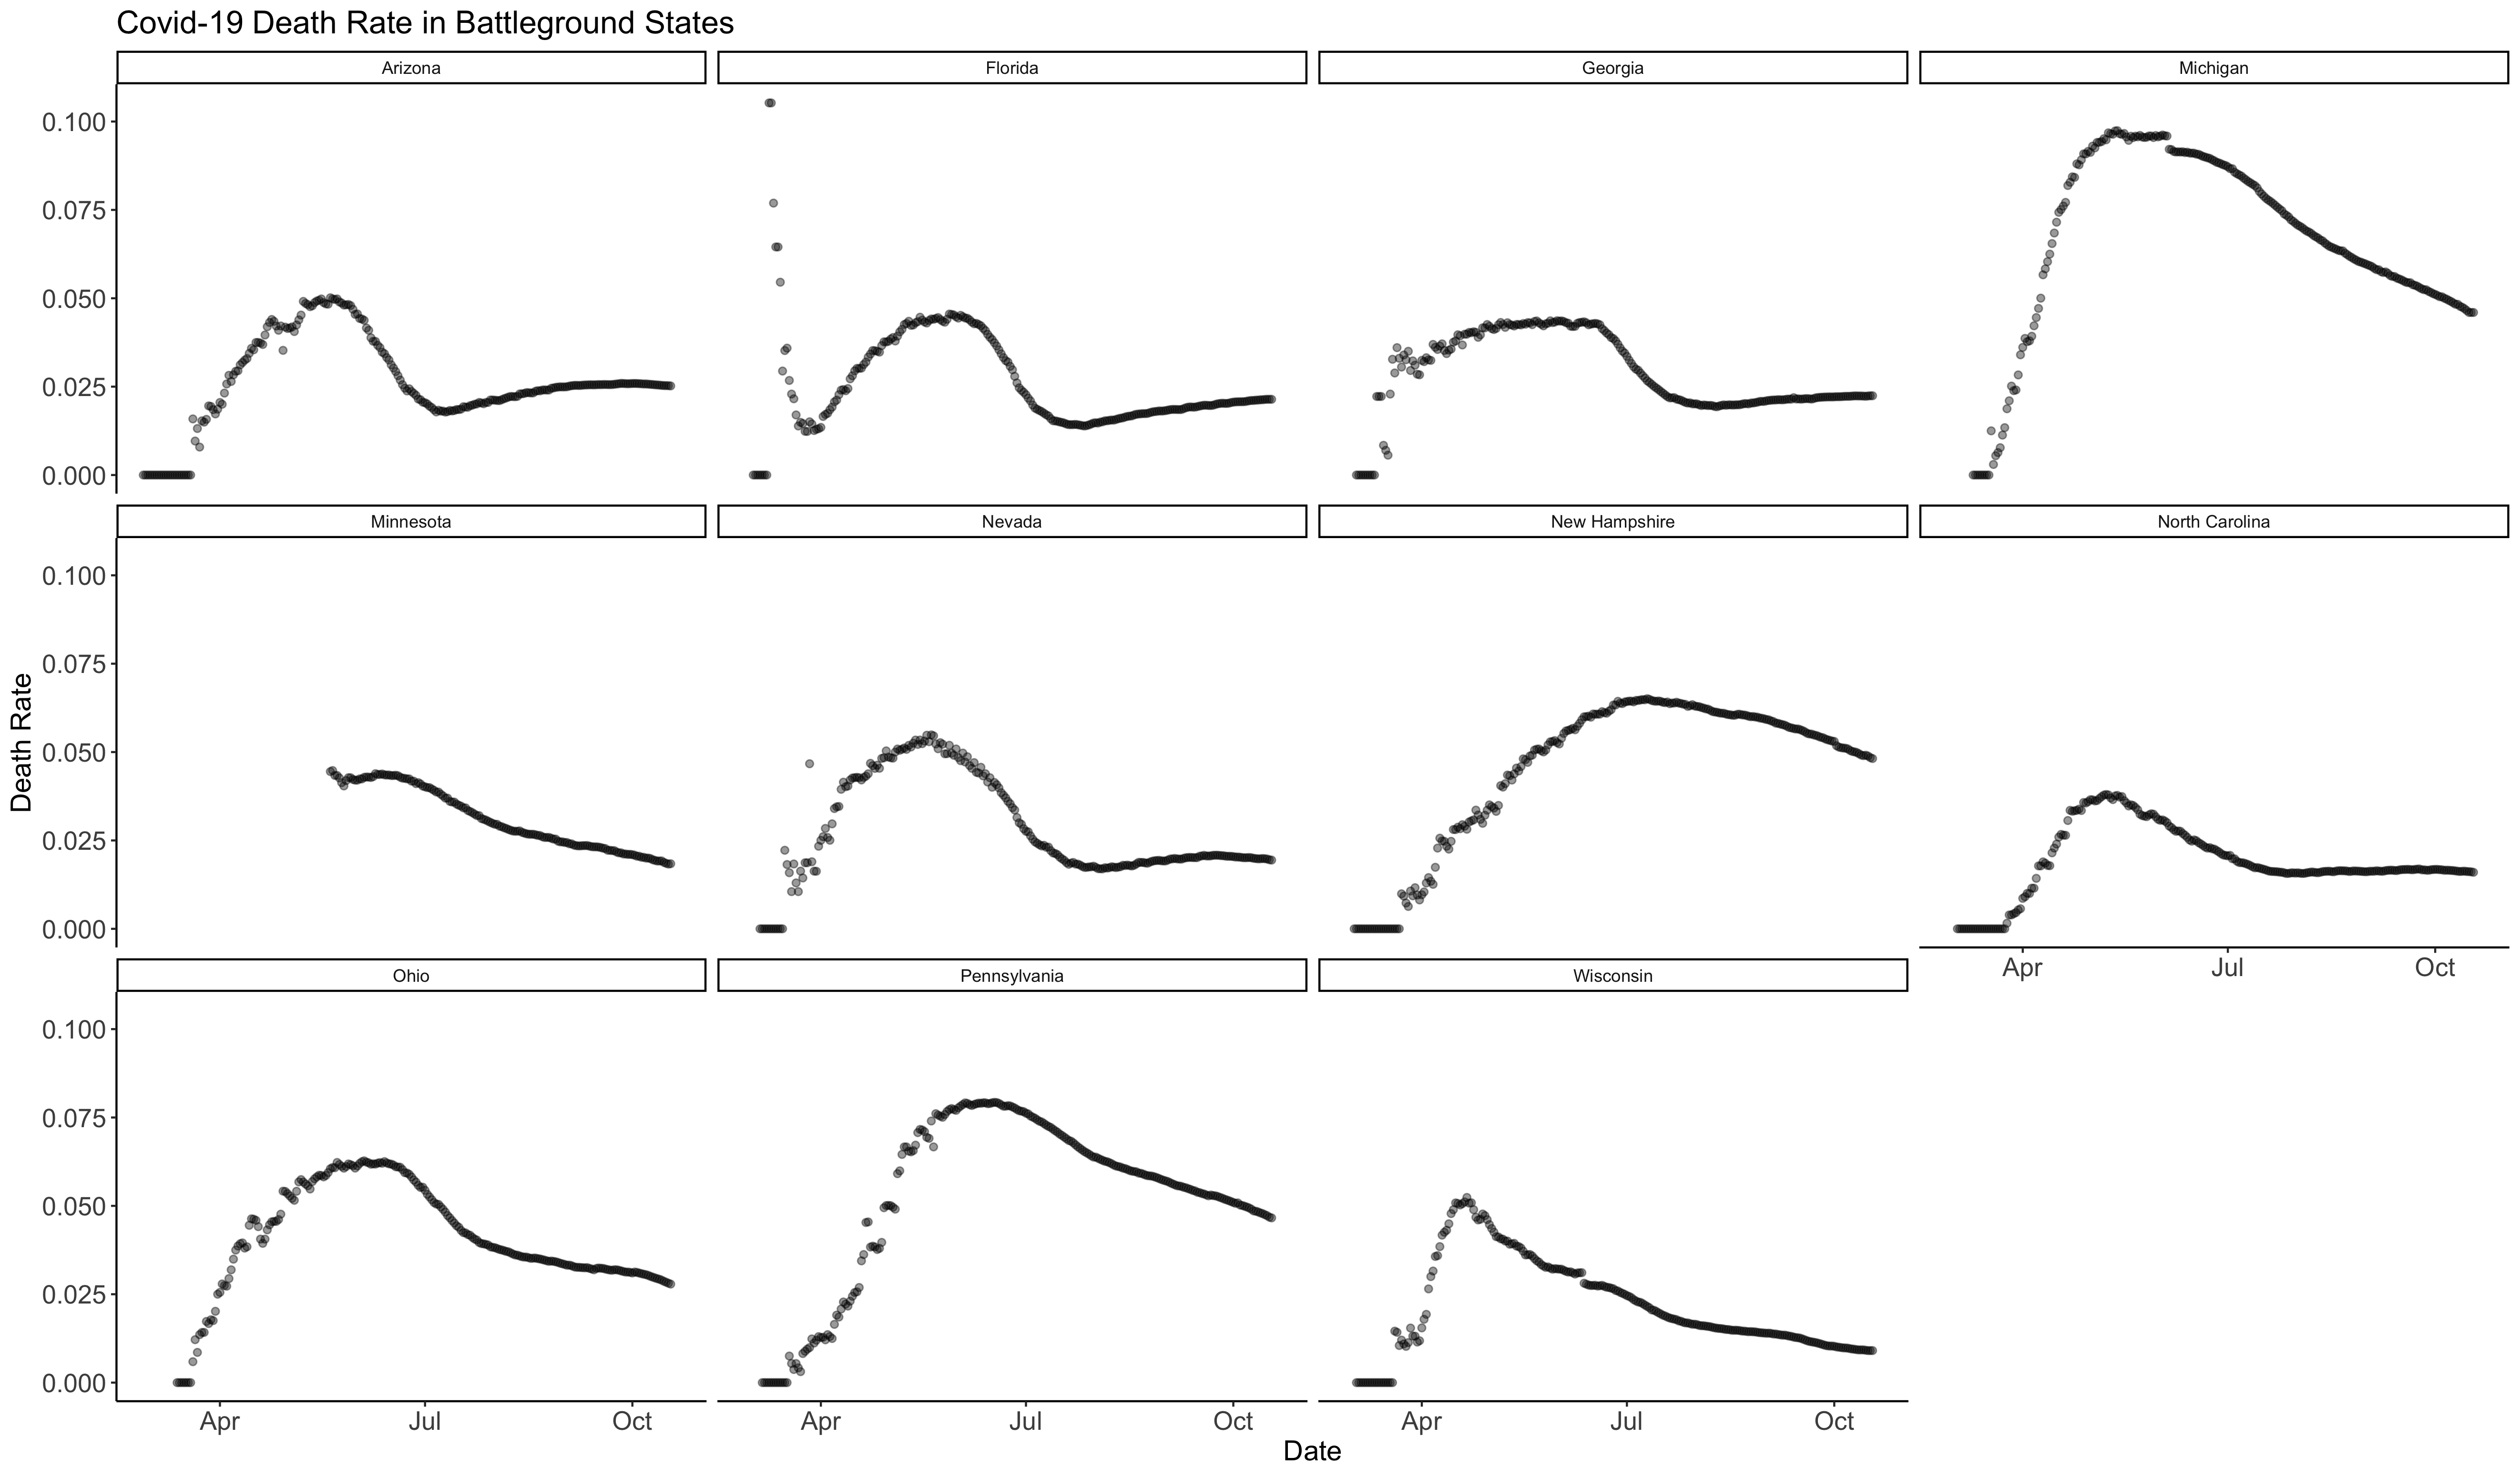 Covid-19 Death Rate in Battleground States
Arizona Florida Georgia Michigan
0.100
0.075
0.050
0.025
0.000
Minnesota Nevada New Hampshire North Carolina
0.100
0.075
0.050
0.025
0.000
Death Rate
Apr Jul Oct
Ohio Pennsylvania Wisconsin
0.100
0.075
0.050
0.025
0.000
Apr Jul Oct Apr Jul Oct Apr Jul Oct
Date